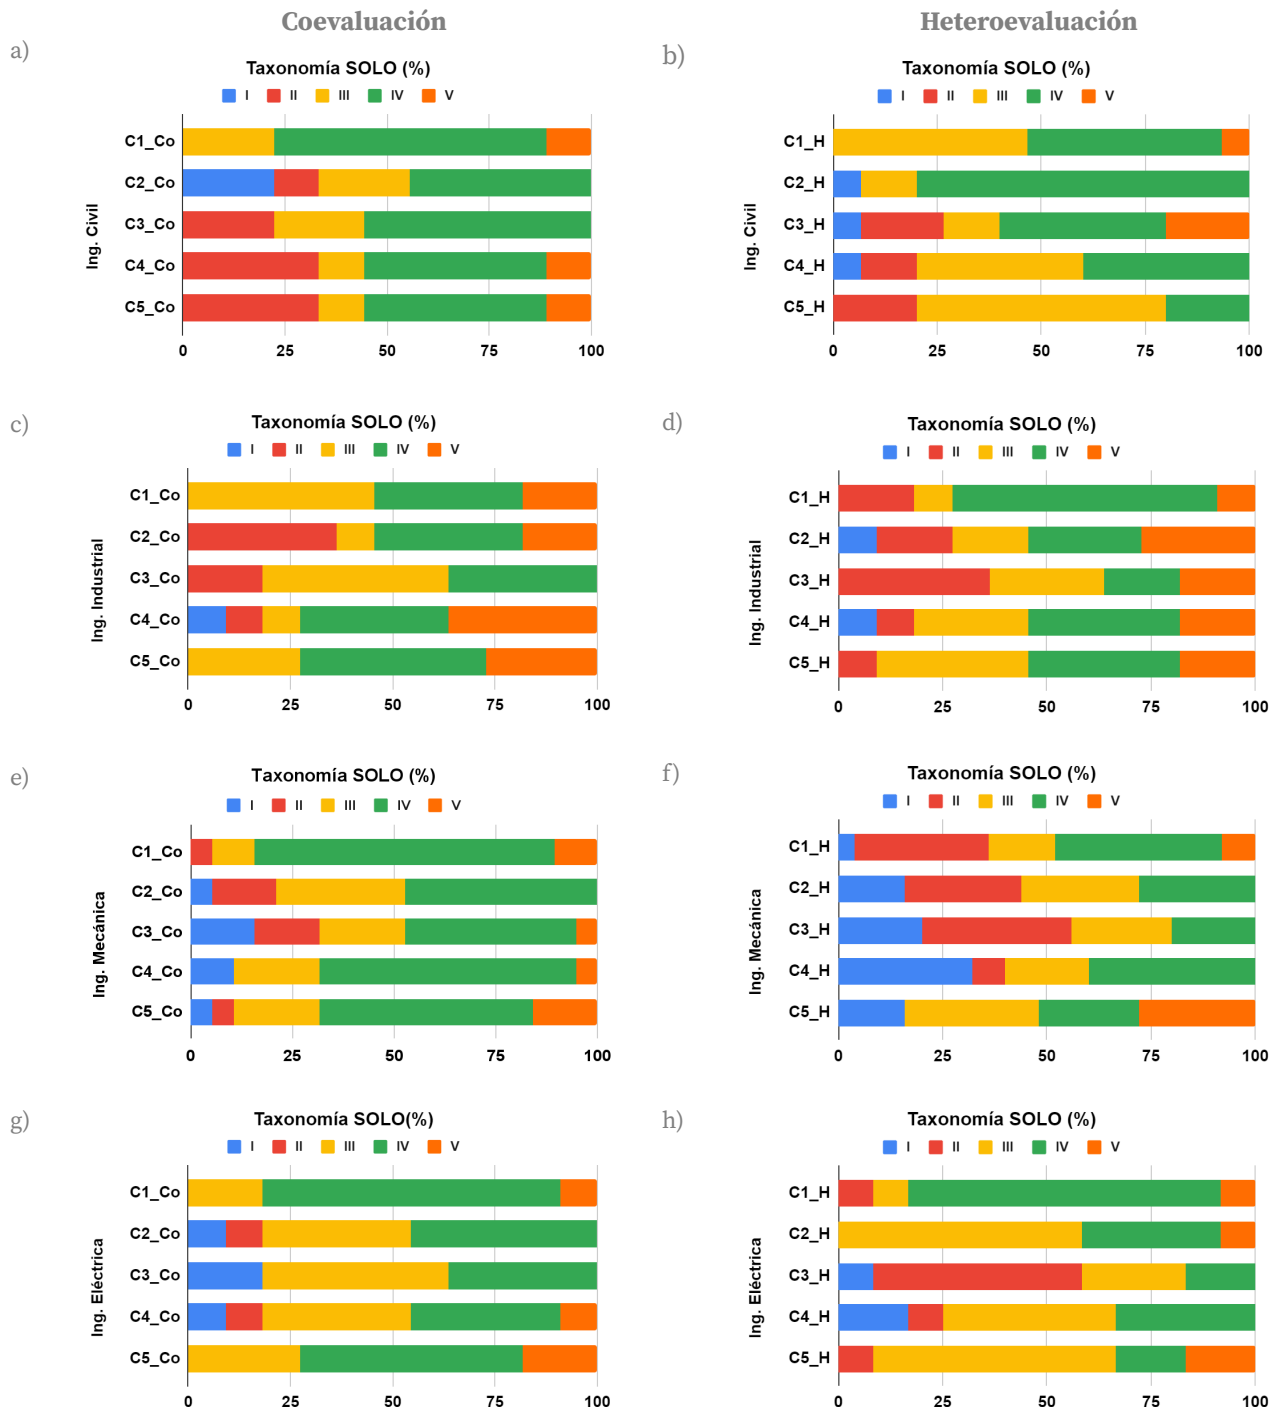 Coevaluación
Heteroevaluación
a)
Taxonomía SOLO (%)
I II III IV V
Ing. Civil
C1_Co
C2_Co
C3_Co
C4_Co
C5_Co
0 25 50 75 100
b)
Taxonomía SOLO (%)
I II III IV V
Ing. Civil
C1_H
C2_H
C3_H
C4_H
C5_H
0 25 50 75 100
c)
Taxonomía SOLO (%)
I II III IV V
Ing. Industrial
C1_Co
C2_Co
C3_Co
C4_Co
C5_Co
0 25 50 75 100
d)
Taxonomía SOLO (%)
I II III IV V
Ing. Industrial
C1_H
C2_H
C3_H
C4_H
C5_H
0 25 50 75 100
e)
Taxonomía SOLO (%)
I II III IV V
Ing. Mecánica
C1_Co
C2_Co
C3_Co
C4_Co
C5_Co
0 25 50 75 100
f)
Taxonomía SOLO (%)
I II III IV V
Ing. Mecánica
C1_H
C2_H
C3_H
C4_H
C5_H
0 25 50 75 100
g)
Taxonomía SOLO(%)
I II III IV V
Ing. Eléctrica
C1_Co
C2_Co
C3_Co
C4_Co
C5_Co
0 25 50 75 100
h)
Taxonomía SOLO (%)
I II III IV V
Ing. Eléctrica
C1_H
C2_H
C3_H
C4_H
C5_H
0 25 50 75 100